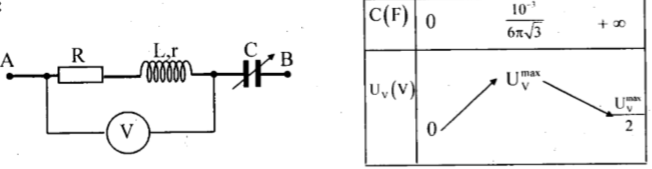 :
A R L,r C B
V
C(F) 0 10⁻³/6π√3 +∞
U_V(V) 0 U_V^max U_V^max/2